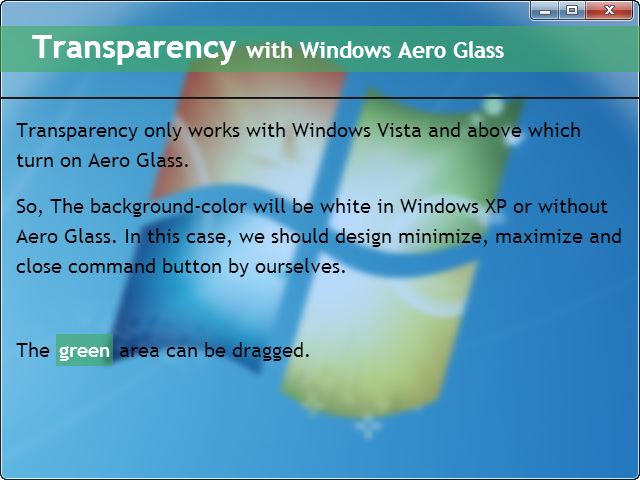 Transparency with Windows Aero Glass
Transparency only works with Windows Vista and above which
turn on Aero Glass.
So, The background-color will be white in Windows XP or without
Aero Glass. In this case, we should design minimize, maximize and
close command button by ourselves.
The green area can be dragged.